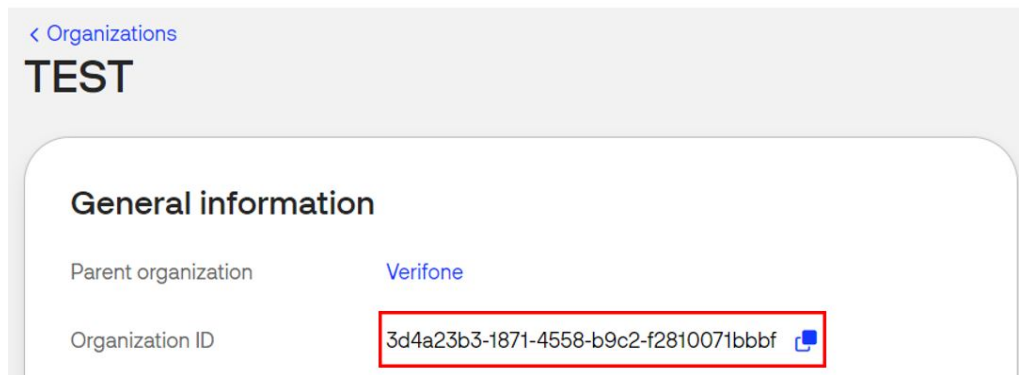 < Organizations
TEST
General information
Parent organization Verifone
Organization ID 3d4a23b3-1871-4558-b9c2-f2810071bbbf